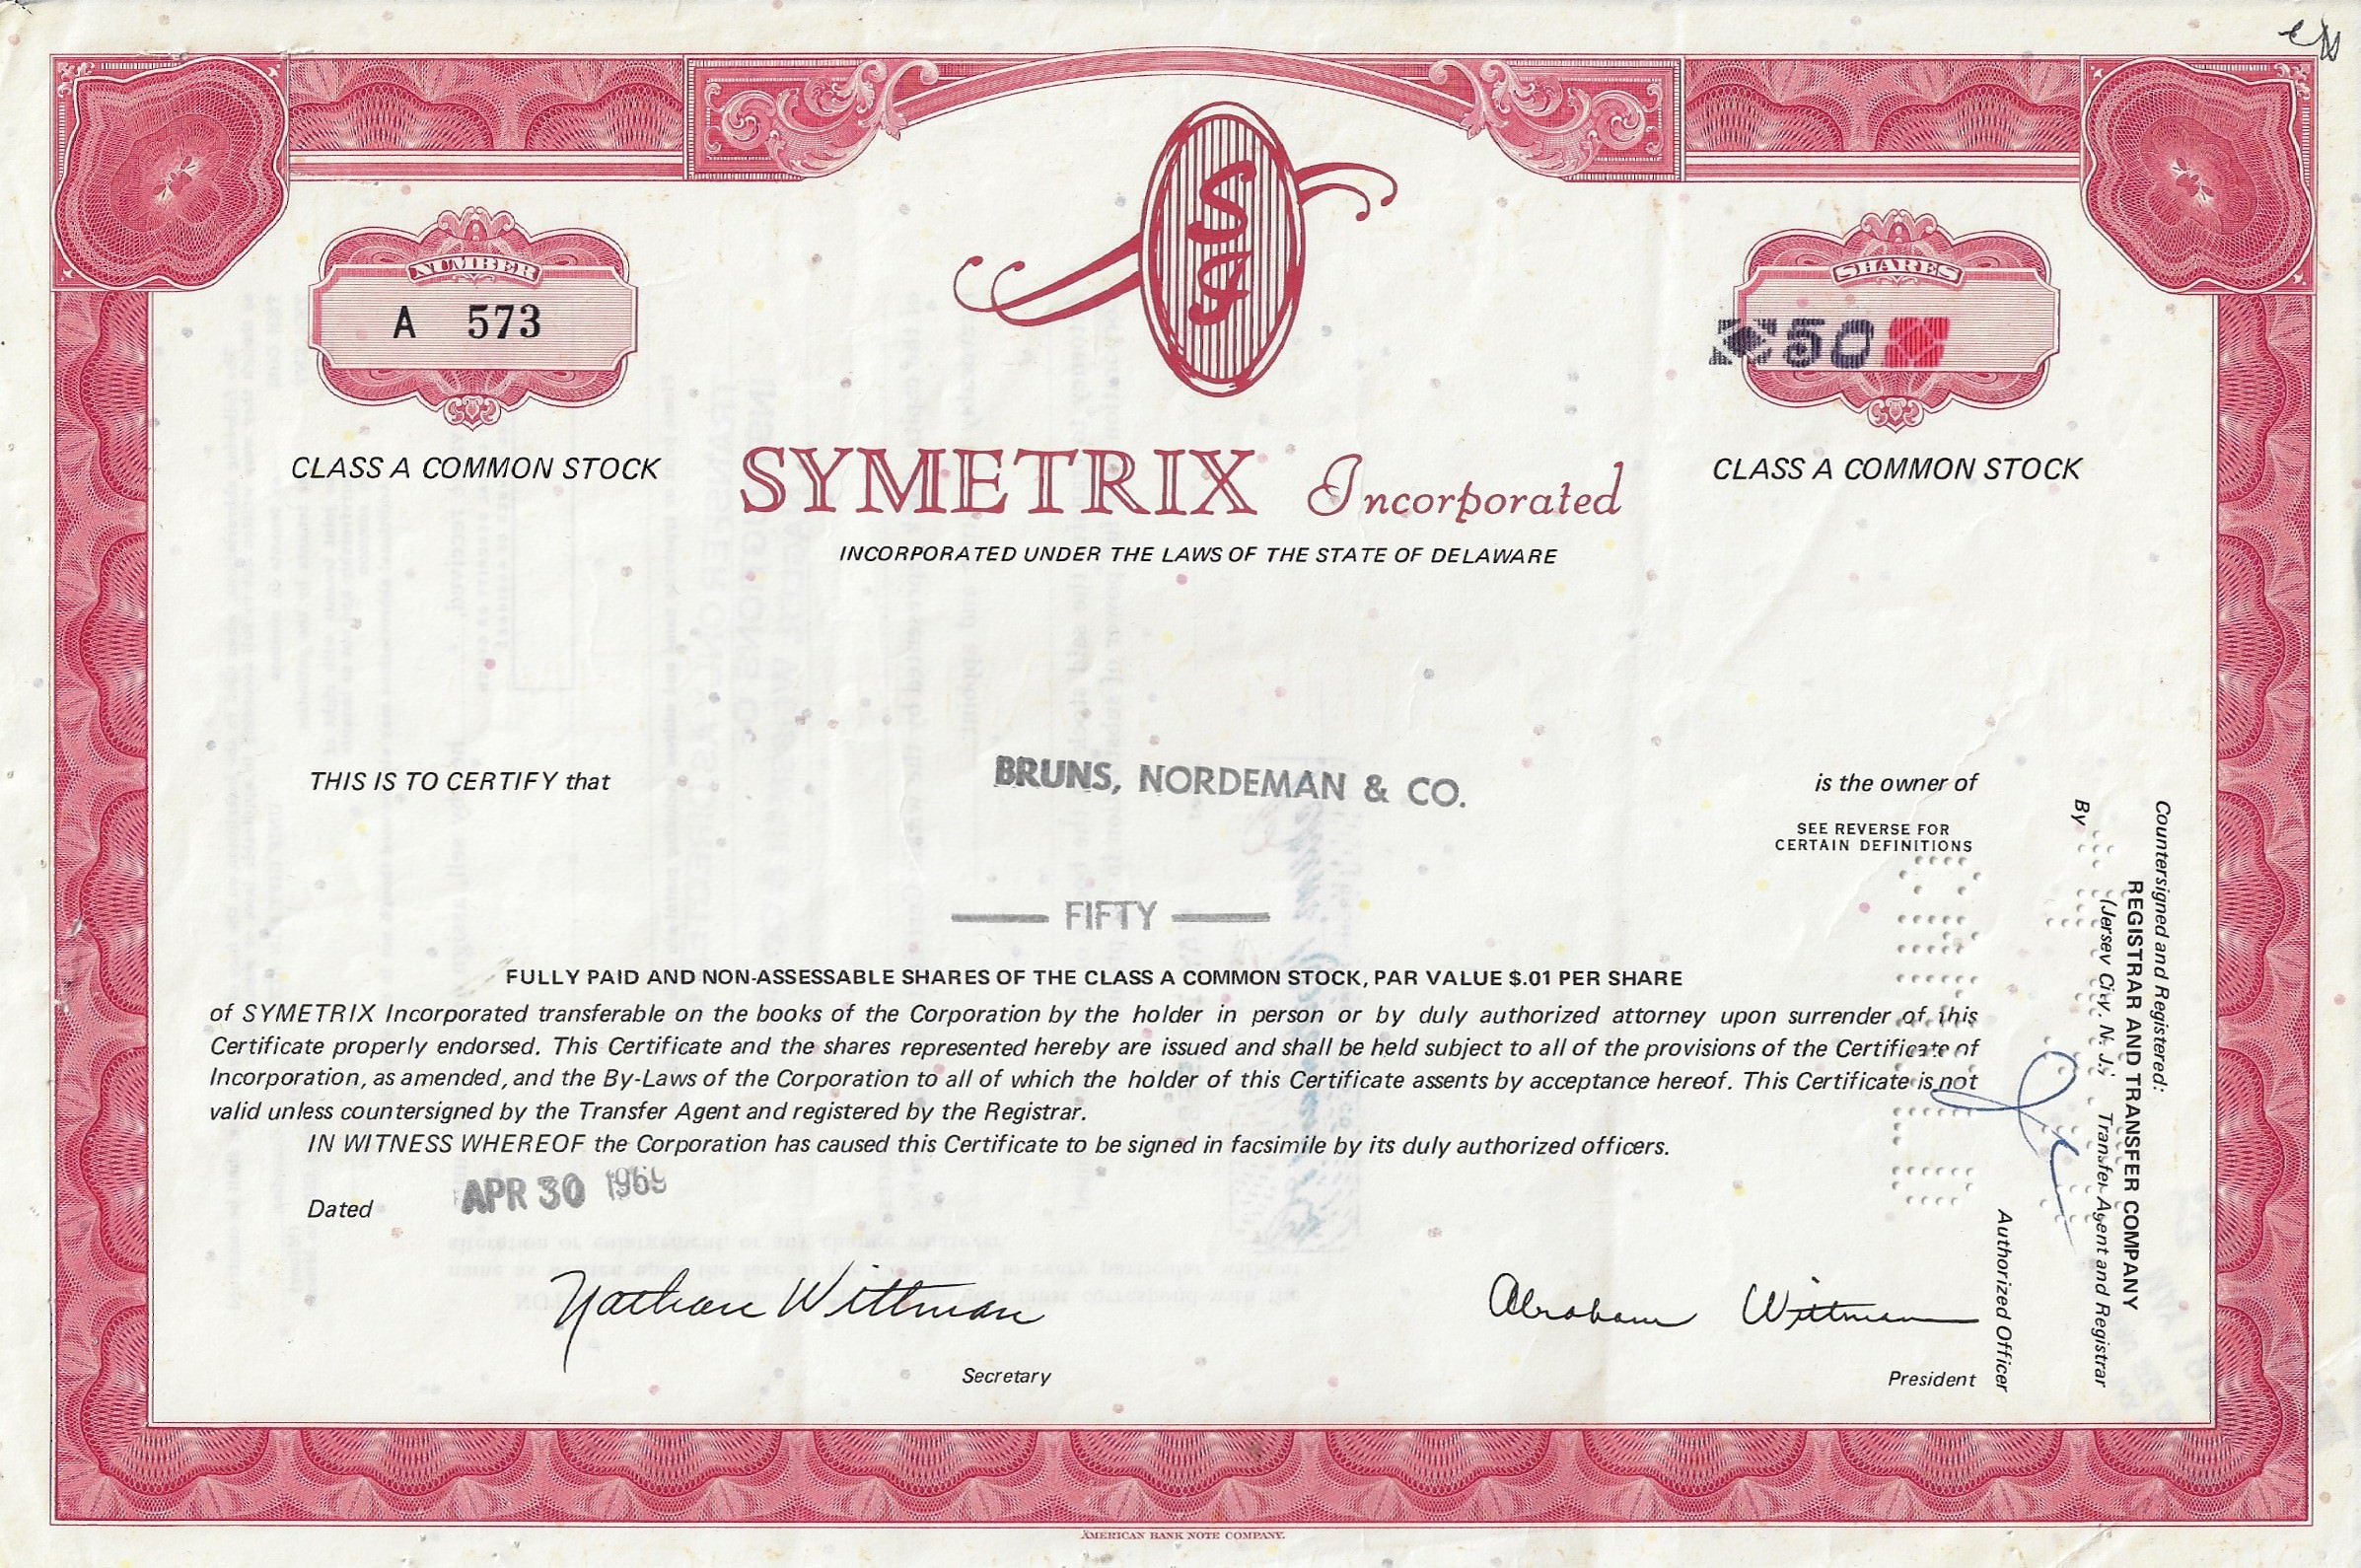 NUMBER
A 573
SI
SHARES
50
CLASS A COMMON STOCK
SYMETRIX Incorporated
CLASS A COMMON STOCK
INCORPORATED UNDER THE LAWS OF THE STATE OF DELAWARE
THIS IS TO CERTIFY that
BRUNS, NORDEMAN & CO.
is the owner of
SEE REVERSE FOR
CERTAIN DEFINITIONS
FIFTY
FULLY PAID AND NON-ASSESSABLE SHARES OF THE CLASS A COMMON STOCK, PAR VALUE $.01 PER SHARE
of SYMETRIX Incorporated transferable on the books of the Corporation by the holder in person or by duly authorized attorney upon surrender of this
Certificate properly endorsed. This Certificate and the shares represented hereby are issued and shall be held subject to all of the provisions of the Certificate of
Incorporation, as amended, and the By-Laws of the Corporation to all of which the holder of this Certificate assents by acceptance hereof. This Certificate is not
valid unless countersigned by the Transfer Agent and registered by the Registrar.
IN WITNESS WHEREOF the Corporation has caused this Certificate to be signed in facsimile by its duly authorized officers.
Dated APR 30 1969
Nathan Wittman
Secretary
Abraham Wittman
President
Countersigned and Registered:
REGISTRAR AND TRANSFER COMPANY
(Jersey City, N. J.) Transfer Agent and Registrar
By
Authorized Officer
AMERICAN BANK NOTE COMPANY.